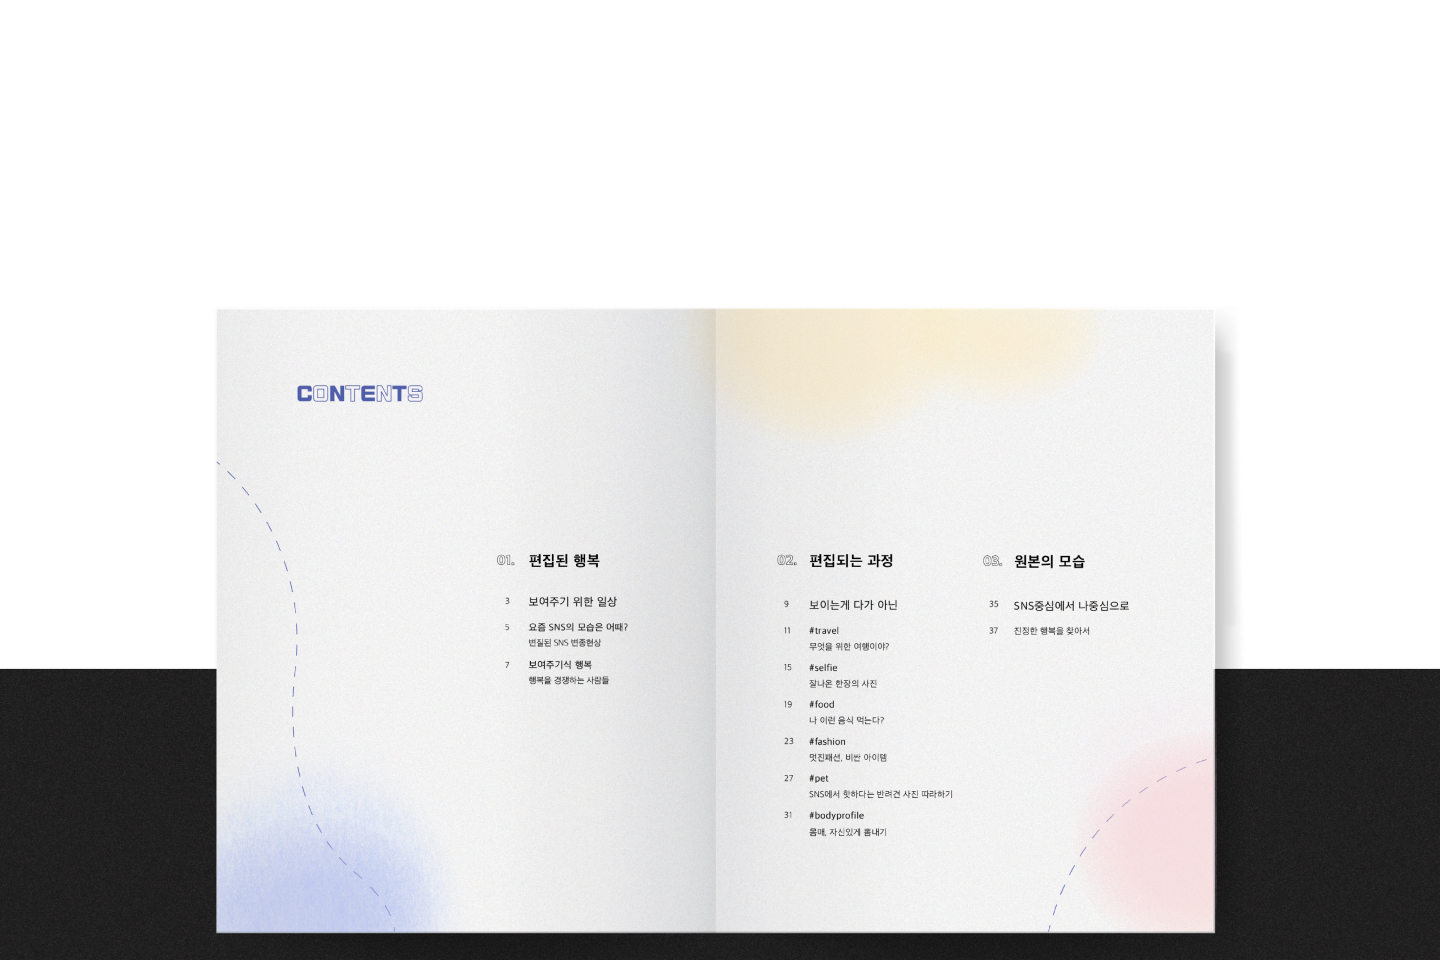 CONTENTS
01. 편집된 행복
3 보여주기 위한 일상
5 요즘 SNS의 모습은 어때?
변질된 SNS 변종현상
7 보여주기식 행복
행복을 경쟁하는 사람들
02. 편집되는 과정
9 보이는게 다가 아닌
11 #travel
무엇을 위한 여행이야?
15 #selfie
잘나온 한장의 사진
19 #food
나 이런 음식 먹는다?
23 #fashion
멋진패션, 비싼 아이템
27 #pet
SNS에서 핫하다는 반려견 사진 따라하기
31 #bodyprofile
몸매, 자신있게 뽐내기
03. 원본의 모습
35 SNS중심에서 나중심으로
37 진정한 행복을 찾아서